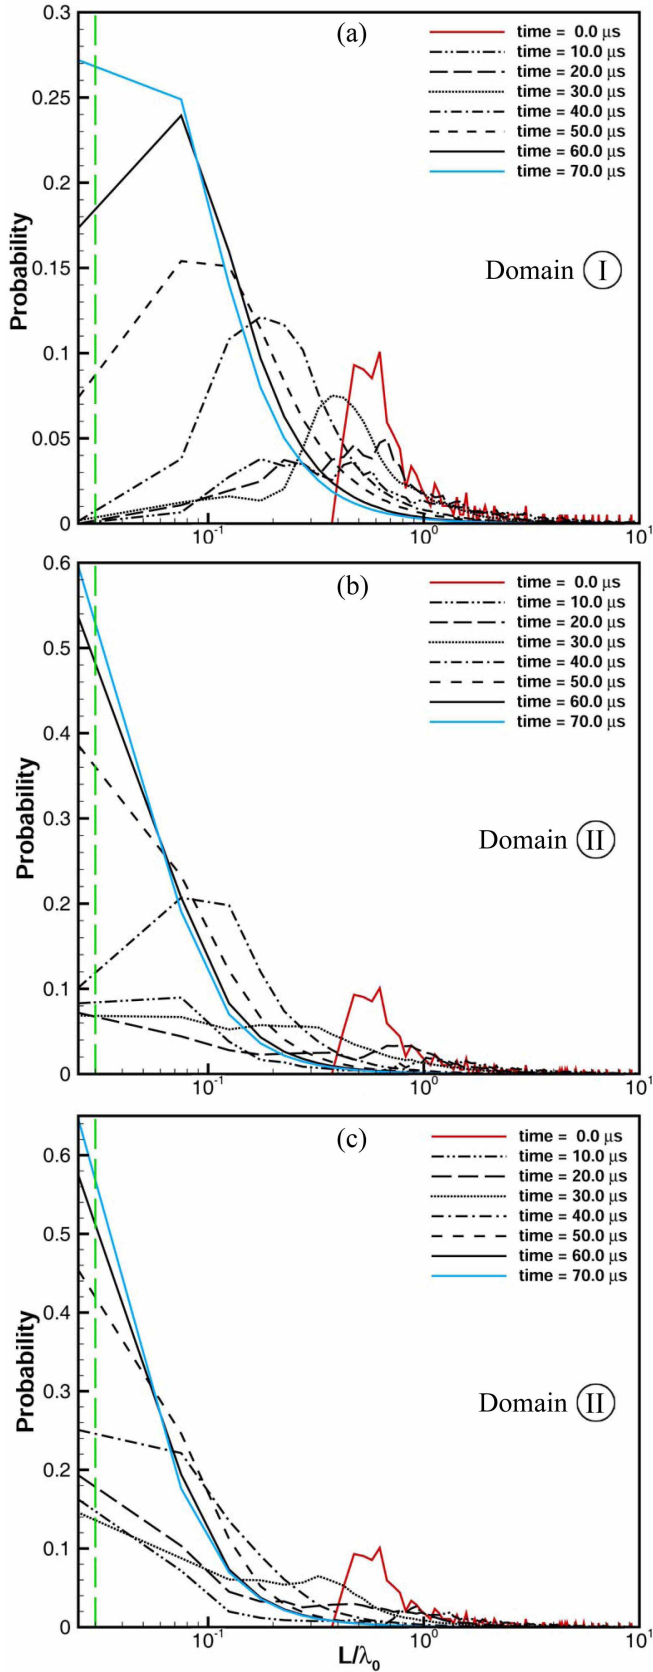 (a)
0.3
0.25
0.2
0.15
0.1
0.05
0
Probability
time = 0.0 μs
time = 10.0 μs
time = 20.0 μs
time = 30.0 μs
time = 40.0 μs
time = 50.0 μs
time = 60.0 μs
time = 70.0 μs
Domain I
10⁻¹
10⁰
10¹
(b)
0.6
0.5
0.4
0.3
0.2
0.1
0
Probability
time = 0.0 μs
time = 10.0 μs
time = 20.0 μs
time = 30.0 μs
time = 40.0 μs
time = 50.0 μs
time = 60.0 μs
time = 70.0 μs
Domain II
10⁻¹
10⁰
10¹
(c)
0.6
0.5
0.4
0.3
0.2
0.1
0
Probability
time = 0.0 μs
time = 10.0 μs
time = 20.0 μs
time = 30.0 μs
time = 40.0 μs
time = 50.0 μs
time = 60.0 μs
time = 70.0 μs
Domain II
10⁻¹
10⁰
10¹
L/λ₀